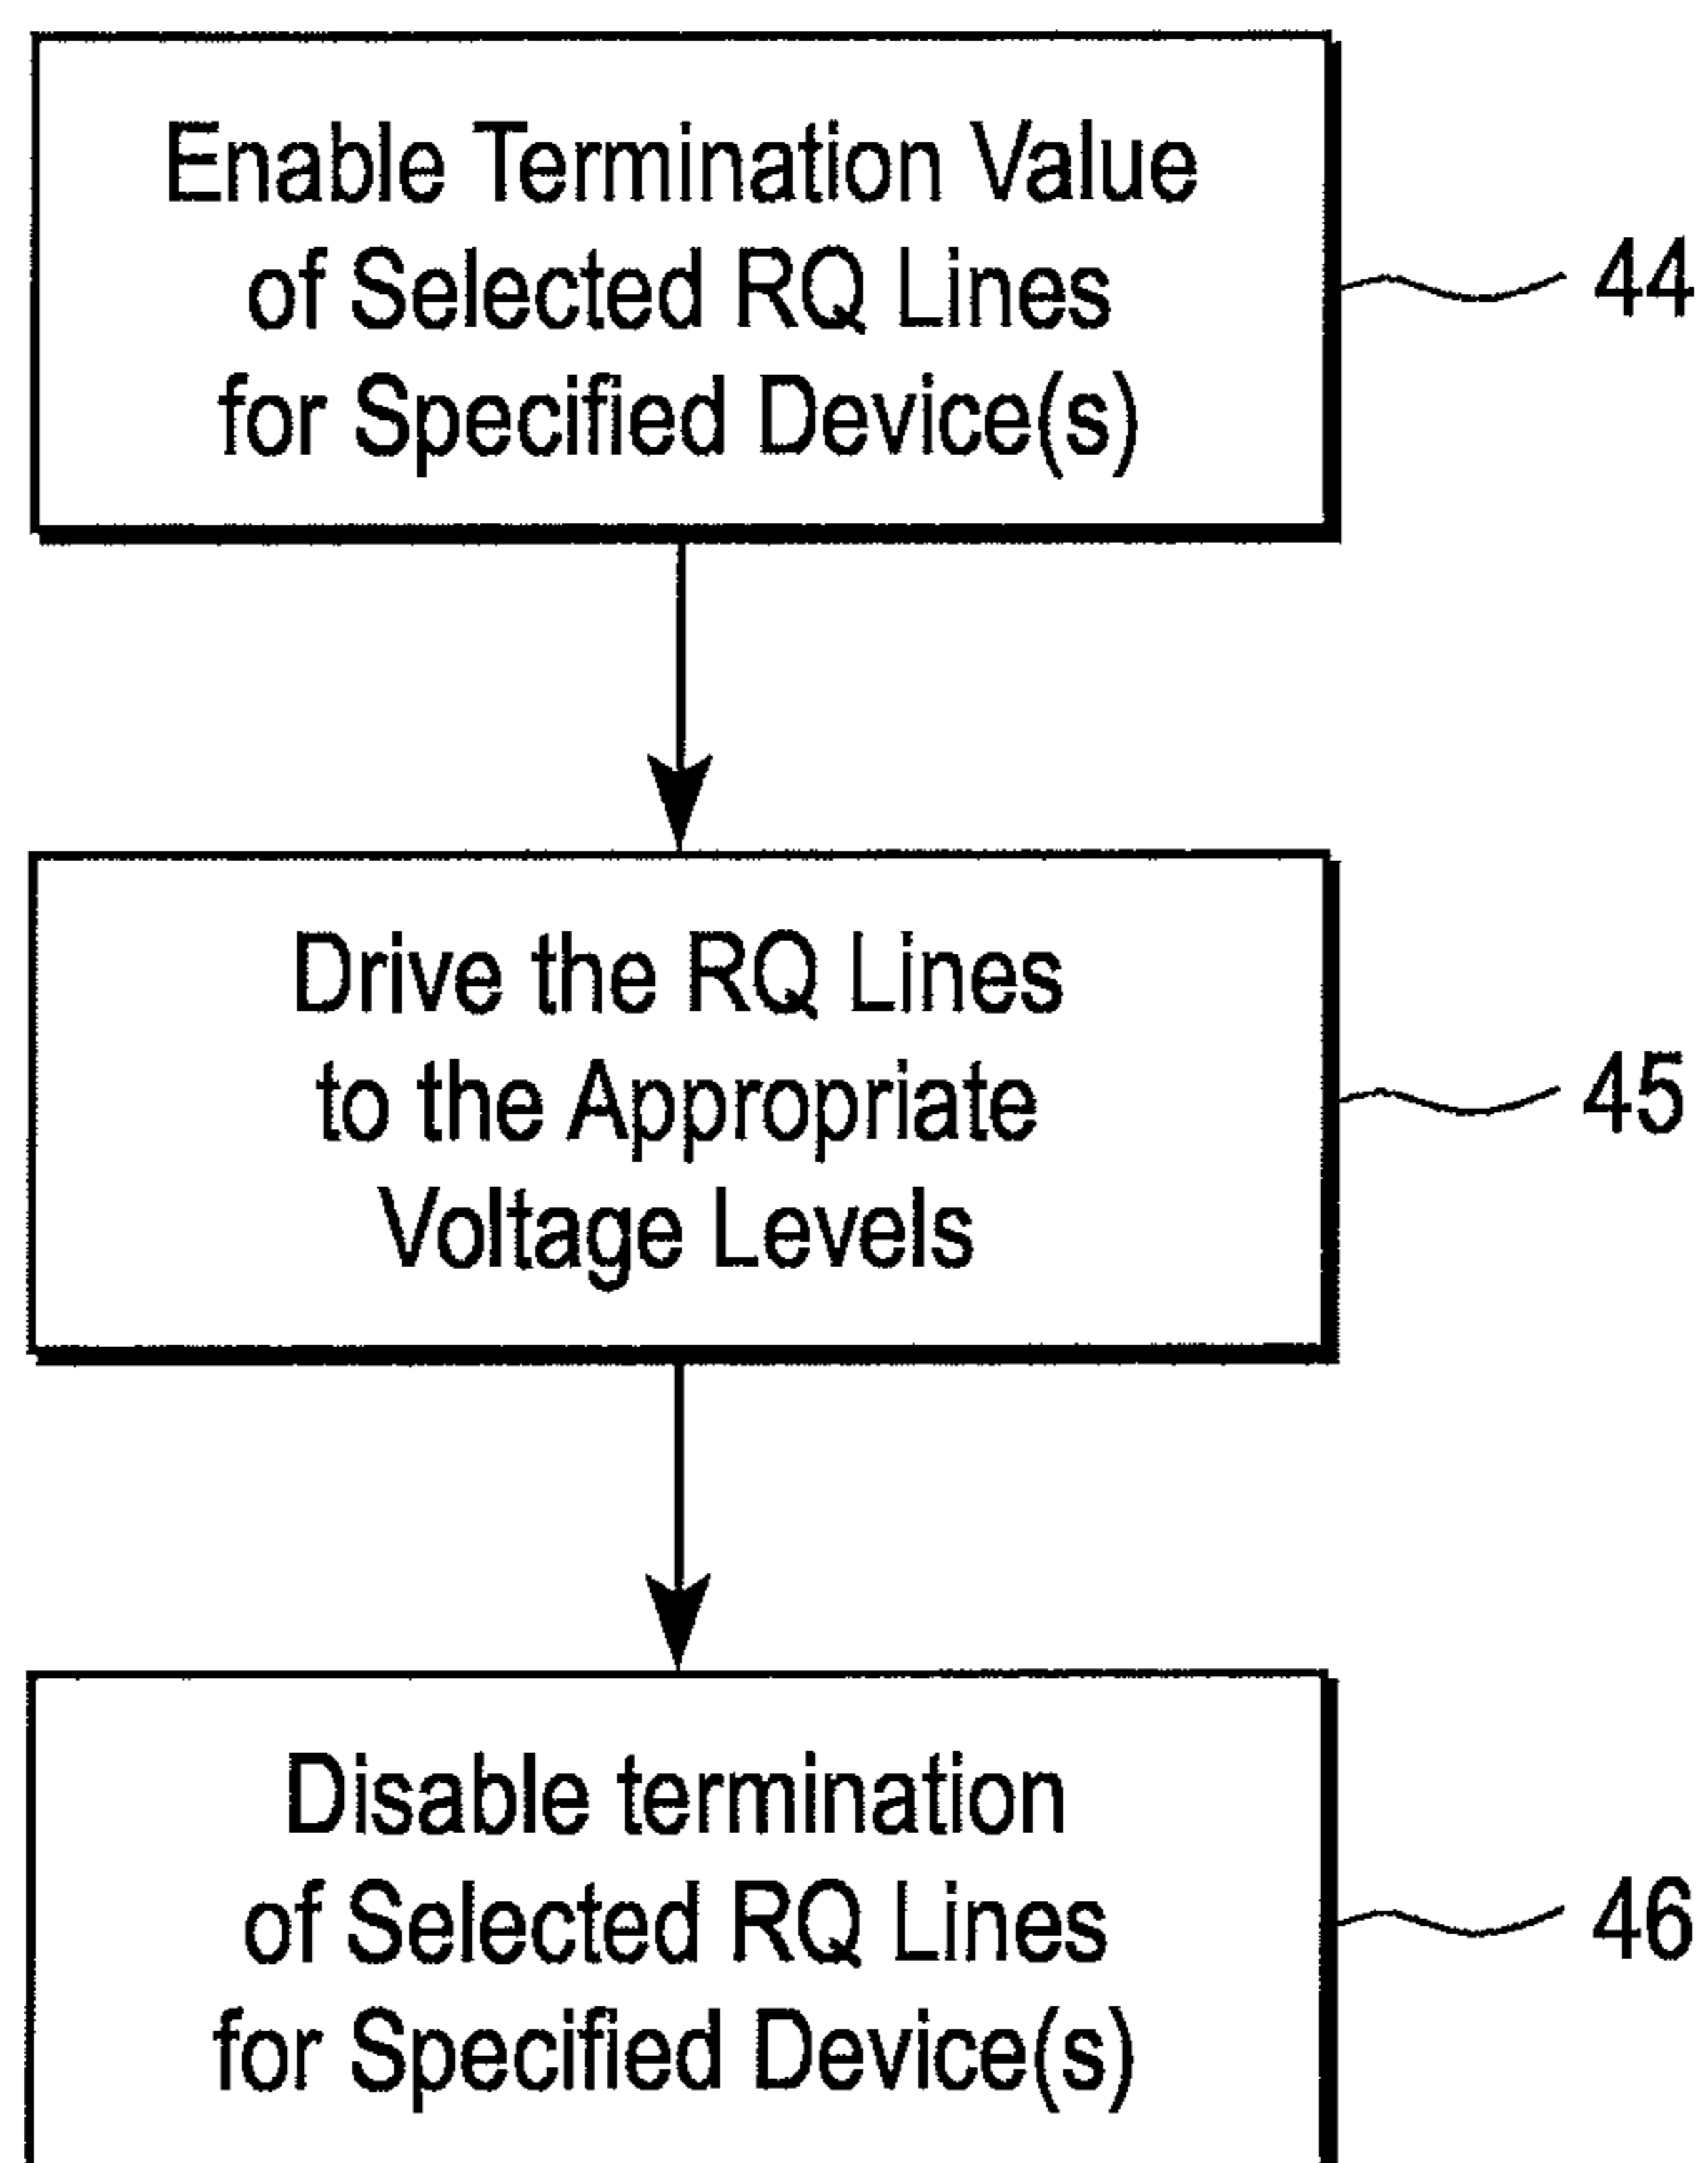 Enable Termination Value
of Selected RQ Lines
for Specified Device(s)
44
Drive the RQ Lines
to the Appropriate
Voltage Levels
45
Disable termination
of Selected RQ Lines
for Specified Device(s)
46